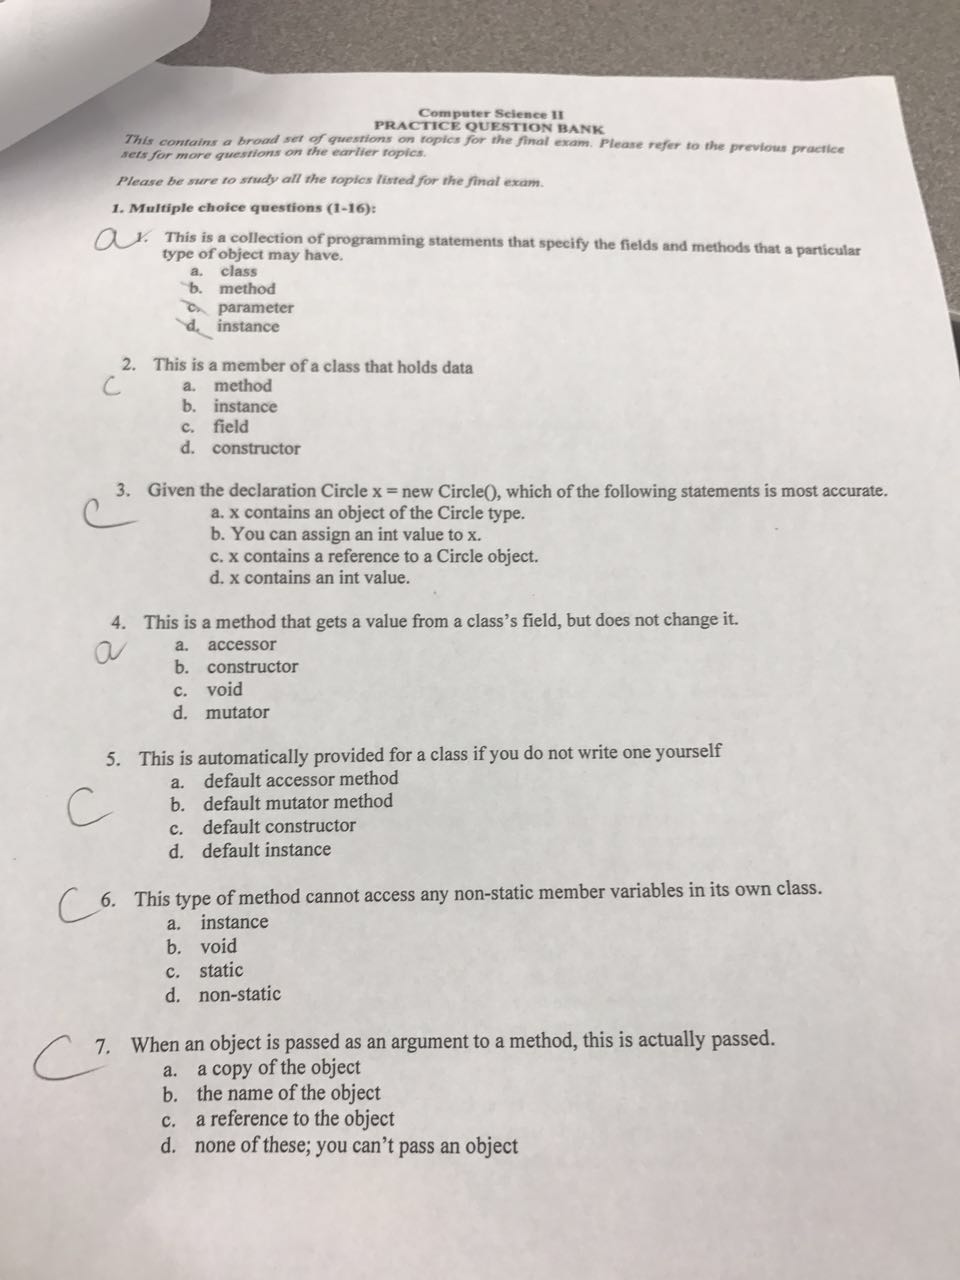 Computer Science II
PRACTICE QUESTION BANK
This contains a broad set of questions on topics for the final exam. Please refer to the previous practice
sets for more questions on the earlier topics.
Please be sure to study all the topics listed for the final exam.
1. Multiple choice questions (1-16):
a 1. This is a collection of programming statements that specify the fields and methods that a particular
type of object may have.
a. class
b. method
c. parameter
d. instance
2. This is a member of a class that holds data
c
a. method
b. instance
c. field
d. constructor
3. Given the declaration Circle x = new Circle(), which of the following statements is most accurate.
c
a. x contains an object of the Circle type.
b. You can assign an int value to x.
c. x contains a reference to a Circle object.
d. x contains an int value.
4. This is a method that gets a value from a class's field, but does not change it.
a
a. accessor
b. constructor
c. void
d. mutator
5. This is automatically provided for a class if you do not write one yourself
a. default accessor method
c
b. default mutator method
c. default constructor
d. default instance
c 6. This type of method cannot access any non-static member variables in its own class.
a. instance
b. void
c. static
d. non-static
c 7. When an object is passed as an argument to a method, this is actually passed.
a. a copy of the object
b. the name of the object
c. a reference to the object
d. none of these; you can't pass an object